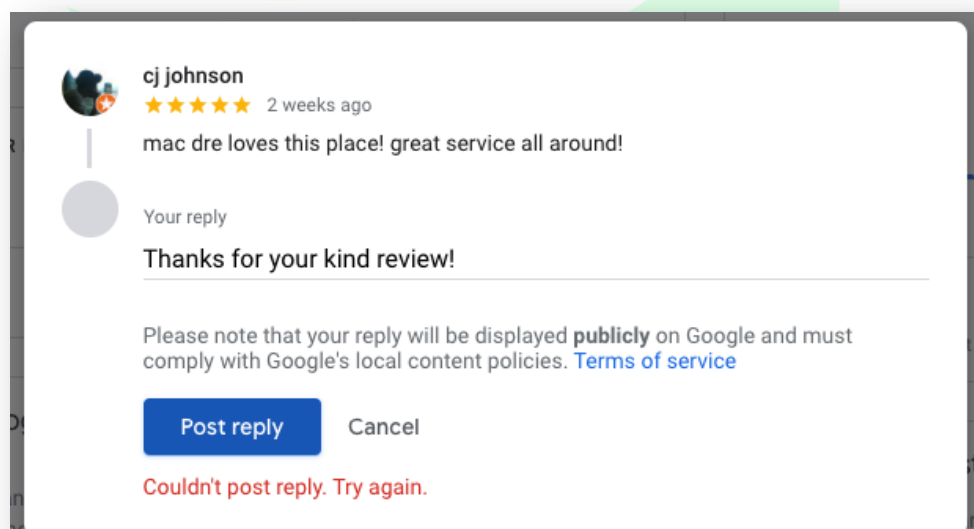 cj johnson
2 weeks ago
mac dre loves this place! great service all around!
Your reply
Thanks for your kind review!
Please note that your reply will be displayed publicly on Google and must
comply with Google's local content policies. Terms of service
Post reply
Cancel
Couldn't post reply. Try again.